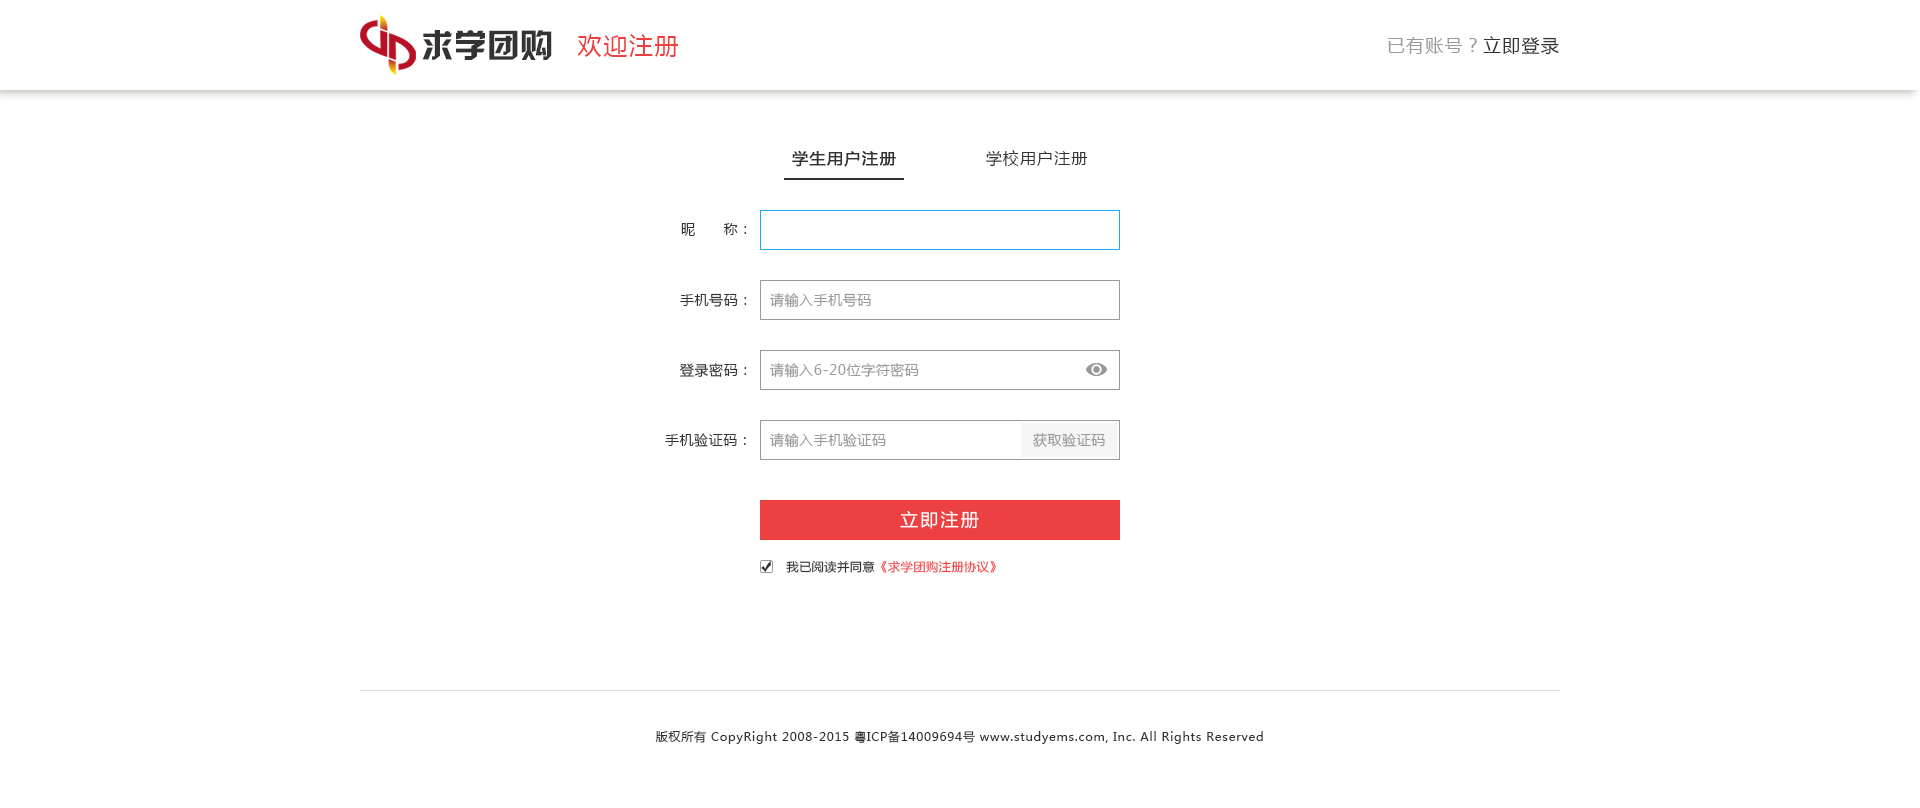 求学团购 欢迎注册 已有账号？立即登录
学生用户注册 学校用户注册
昵 称：
手机号码： 请输入手机号码
登录密码： 请输入6-20位字符密码
手机验证码： 请输入手机验证码 获取验证码
立即注册
我已阅读并同意《求学团购注册协议》
版权所有 CopyRight 2008-2015 粤ICP备14009694号 www.studyems.com, Inc. All Rights Reserved